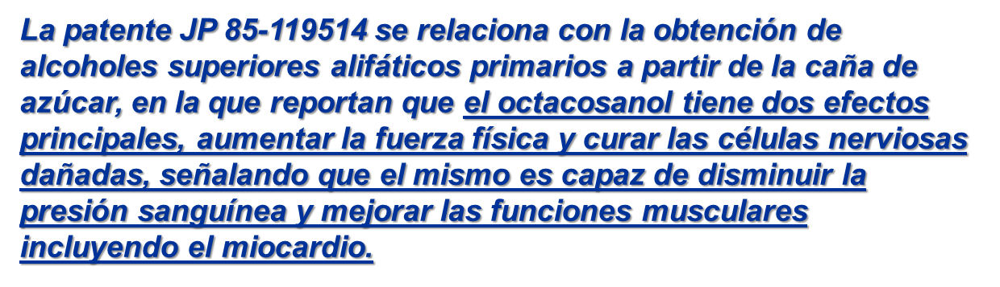 La patente JP 85-119514 se relaciona con la obtención de
alcoholes superiores alifáticos primarios a partir de la caña de
azúcar, en la que reportan que el octacosanol tiene dos efectos
principales, aumentar la fuerza física y curar las células nerviosas
dañadas, señalando que el mismo es capaz de disminuir la
presión sanguínea y mejorar las funciones musculares
incluyendo el miocardio.